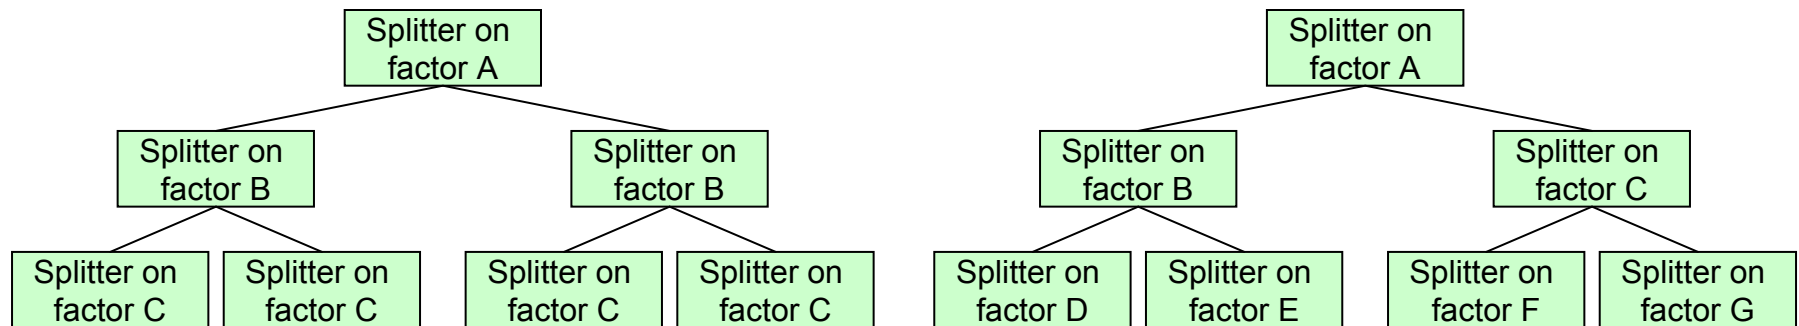 Splitter on
factor A
Splitter on
factor B
Splitter on
factor B
Splitter on
factor C
Splitter on
factor C
Splitter on
factor C
Splitter on
factor C
Splitter on
factor A
Splitter on
factor B
Splitter on
factor C
Splitter on
factor D
Splitter on
factor E
Splitter on
factor F
Splitter on
factor G